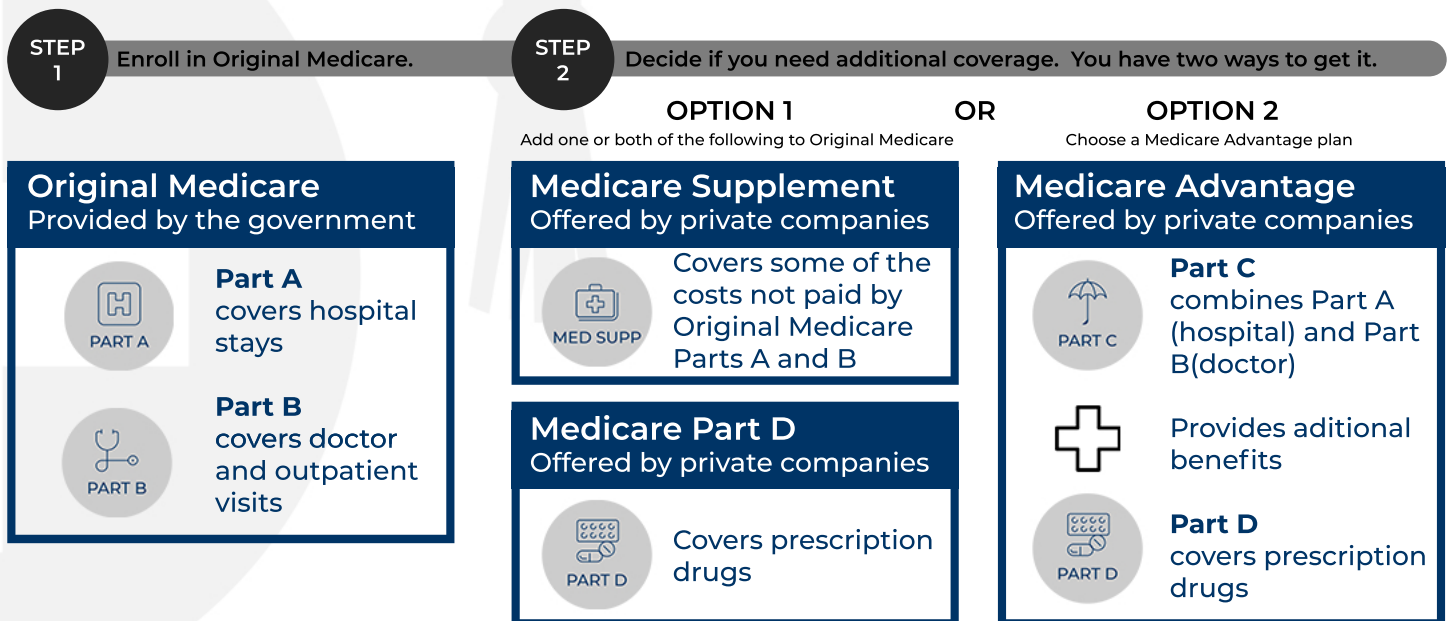 STEP
1
Enroll in Original Medicare.
STEP
2
Decide if you need additional coverage.  You have two ways to get it.
OPTION 1
Add one or both of the following to Original Medicare
OR
OPTION 2
Choose a Medicare Advantage plan
Original Medicare
Provided by the government
PART A
Part A
covers hospital
stays
PART B
Part B
covers doctor
and outpatient
visits
Medicare Supplement
Offered by private companies
MED SUPP
Covers some of the
costs not paid by
Original Medicare
Parts A and B
Medicare Part D
Offered by private companies
PART D
Covers prescription
drugs
Medicare Advantage
Offered by private companies
PART C
Part C
combines Part A
(hospital) and Part
B(doctor)
Provides aditional
benefits
PART D
Part D
covers prescription
drugs